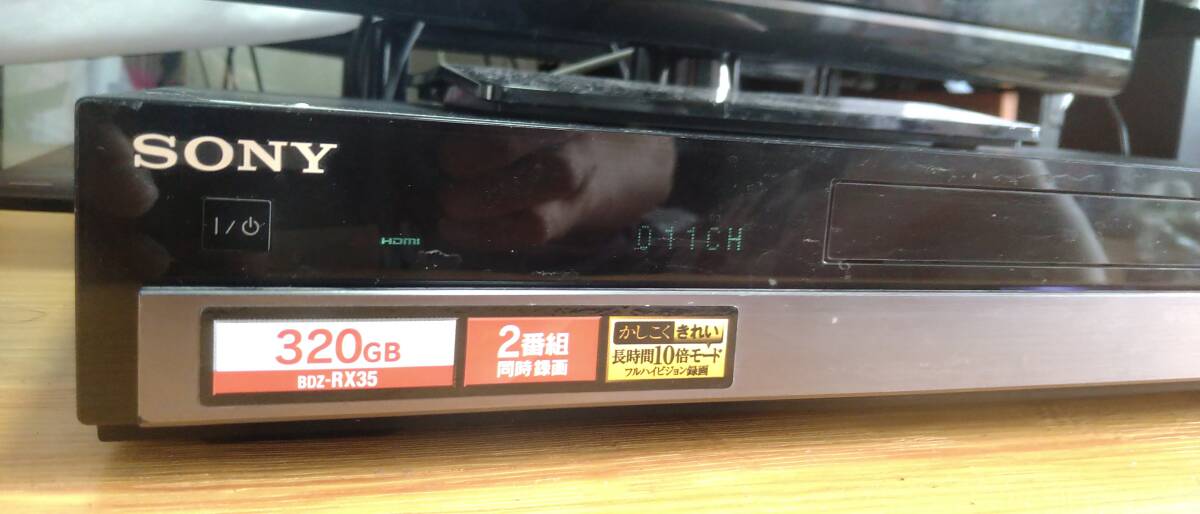 SONY
I/⏻
HDMI
011CH
320GB
BDZ-RX35
2番組
同時録画
かしこく きれい
長時間10倍モード
フルハイビジョン録画